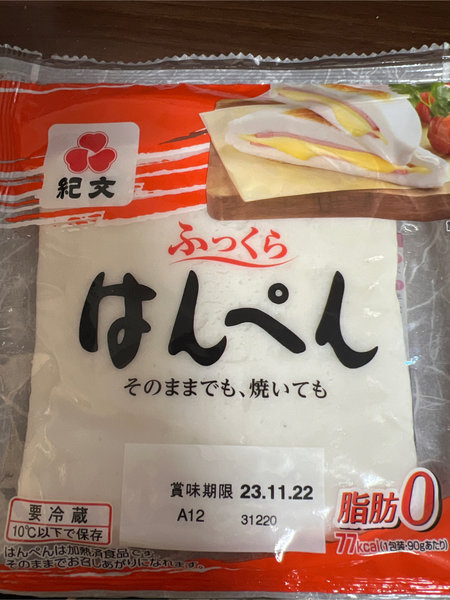 紀文
ふっくら
はんぺん
そのままでも、焼いても
賞味期限 23.11.22
A12 31220
要冷蔵
10℃以下で保存
はんぺんは加熱済食品です。
そのままでお召しあがりになれます。
脂肪0
77kcal(1包装・90gあたり)